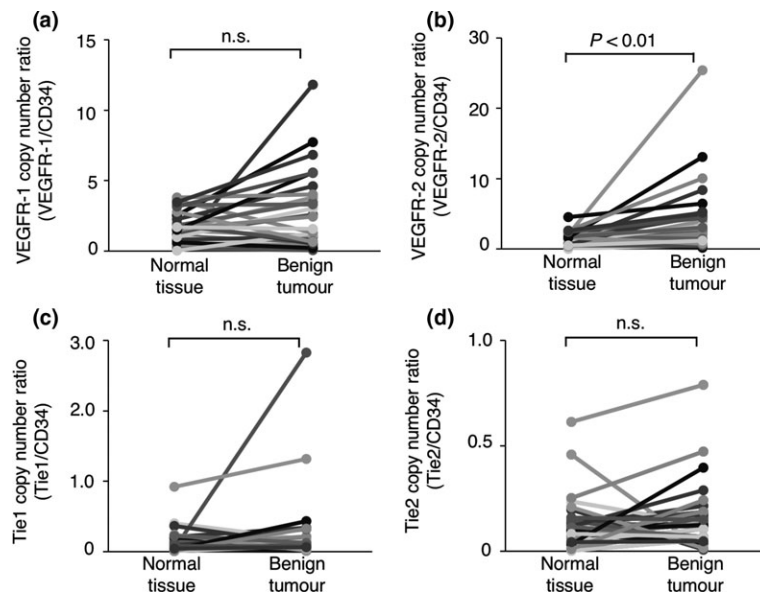 (a)
n.s.
VEGFR-1 copy number ratio
(VEGFR-1/CD34)
15
10
5
0
Normal
tissue
Benign
tumour
(b)
P < 0.01
VEGFR-2 copy number ratio
(VEGFR-2/CD34)
30
20
10
0
Normal
tissue
Benign
tumour
(c)
n.s.
Tie1 copy number ratio
(Tie1/CD34)
3.0
2.0
1.0
0
Normal
tissue
Benign
tumour
(d)
n.s.
Tie2 copy number ratio
(Tie2/CD34)
1.0
0.5
0
Normal
tissue
Benign
tumour